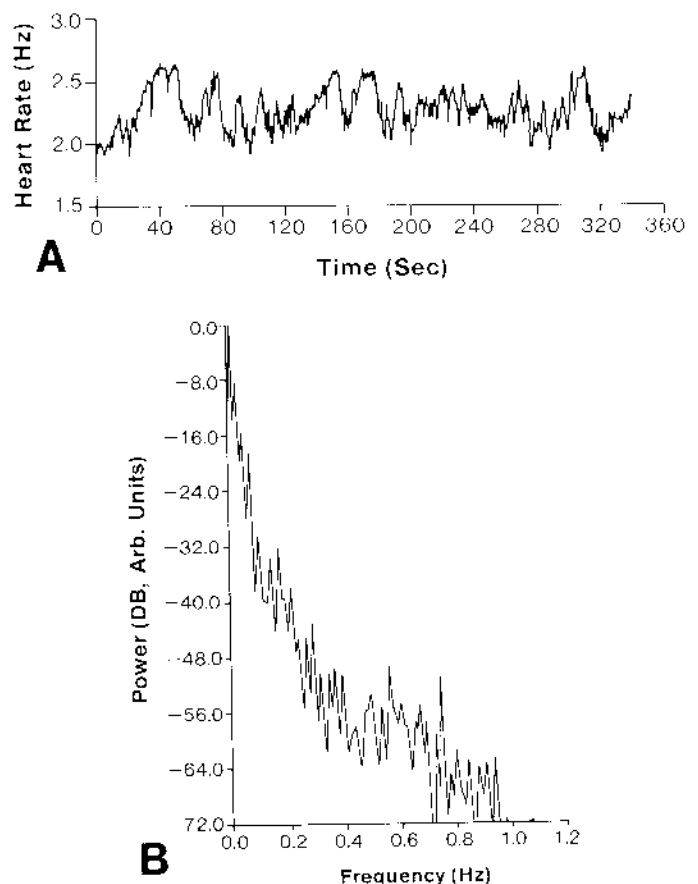 Heart Rate (Hz)
3.0
2.5
2.0
1.5
0 40 80 120 160 200 240 280 320 360
Time (Sec)
A
Power (DB, Arb. Units)
0.0
−8.0
−16.0
−24.0
−32.0
−40.0
−48.0
−56.0
−64.0
72.0
0.0 0.2 0.4 0.6 0.8 1.0 1.2
Frequency (Hz)
B